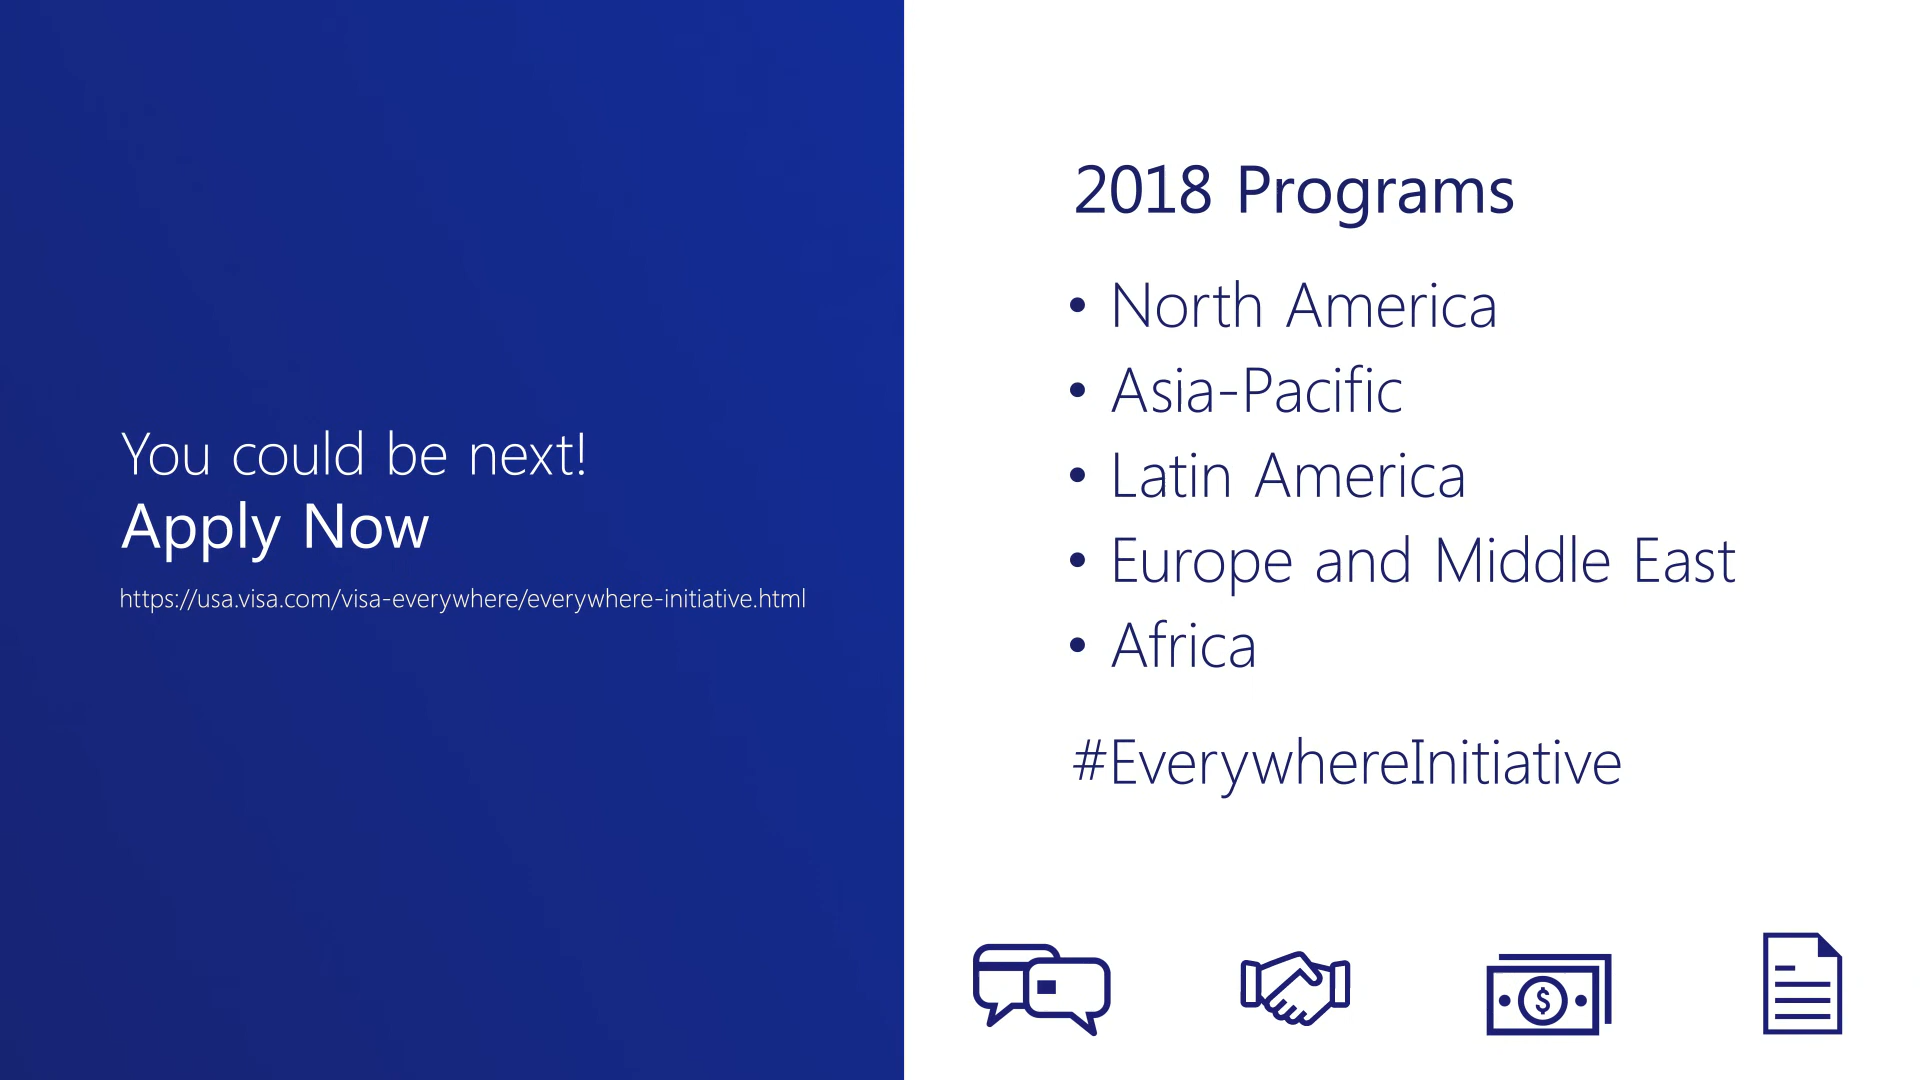 You could be next!
Apply Now
https://usa.visa.com/visa-everywhere/everywhere-initiative.html
2018 Programs
• North America
• Asia-Pacific
• Latin America
• Europe and Middle East
• Africa
#EverywhereInitiative
$